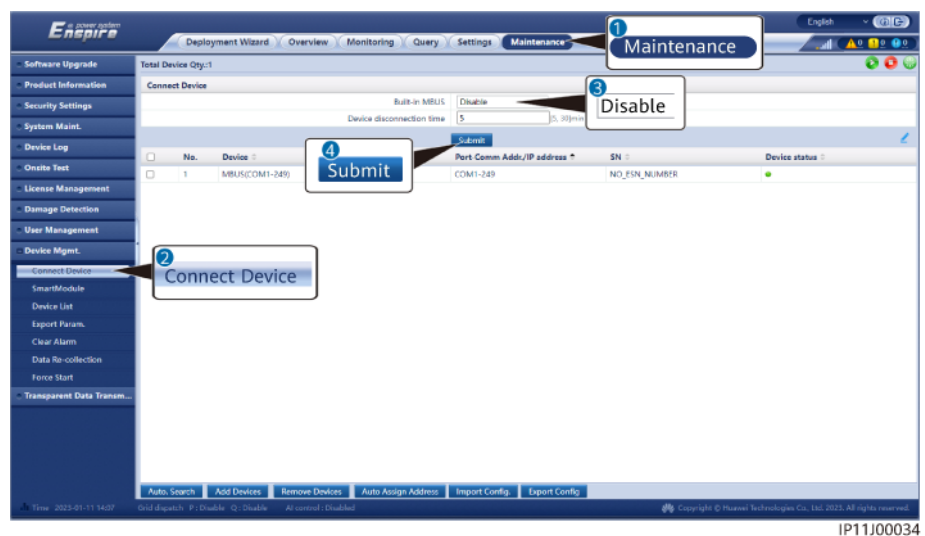 is power system
Enspire
English
Deployment Wizard Overview Monitoring Query Settings Maintenance
1
Maintenance
Software Upgrade
Product Information
Security Settings
System Maint.
Device Log
Onsite Test
License Management
Damage Detection
User Management
Device Mgmt.
Connect Device
SmartModule
Device List
Export Param.
Clear Alarm
Data Re-collection
Force Start
Transparent Data Transm...
Total Device Qty.:1
Connect Device
Built-in MBUS Disable
3
Disable
Device disconnection time 5 [5, 30]min
Submit
4
Submit
No. Device Port-Comm Addr./IP address SN Device status
1 MBUS(COM1-249) COM1-249 NO_ESN_NUMBER
2
Connect Device
Auto. Search Add Devices Remove Devices Auto Assign Address Import Config. Export Config
Time 2023-01-11 14:07 Grid dispatch P : Disable Q : Disable AI control : Disabled Copyright © Huawei Technologies Co., Ltd. 2023. All rights reserved.
IP11J00034